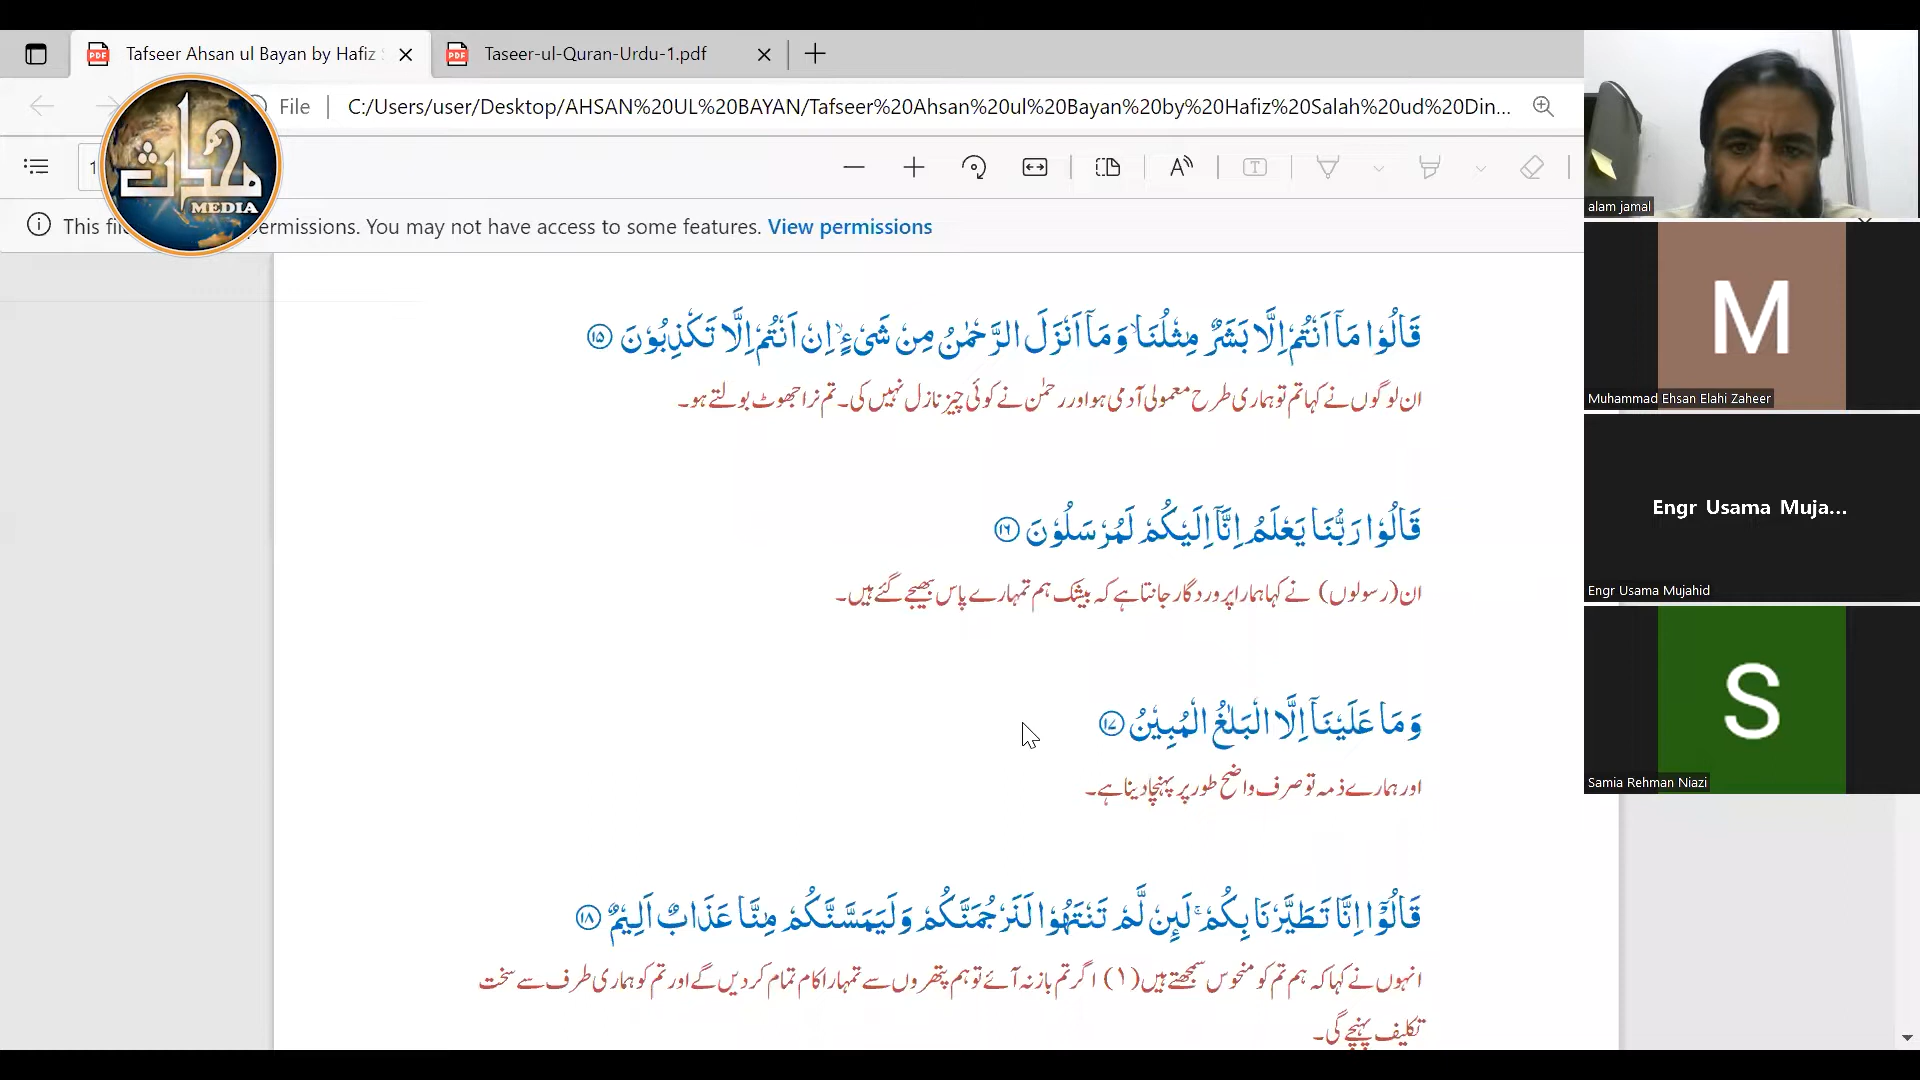 Tafseer Ahsan ul Bayan by Hafiz
Taseer-ul-Quran-Urdu-1.pdf
File
C:/Users/user/Desktop/AHSAN%20UL%20BAYAN/Tafseer%20Ahsan%20ul%20Bayan%20by%20Hafiz%20Salah%20ud%20Din...
1
محدث
MEDIA
This fil
ermissions. You may not have access to some features. View permissions
قَالُوْا مَاۤ اَنْتُمْ اِلَّا بَشَرٌ مِّثْلُنَا ۙ وَمَاۤ اَنْزَلَ الرَّحْمٰنُ مِنْ شَیْءٍ ۙ اِنْ اَنْتُمْ اِلَّا تَكْذِبُوْنَ ۝۱۵
ان لوگوں نے کہا تم تو ہماری طرح معمولی آدمی ہو اور رحمٰن نے کوئی چیز نازل نہیں کی۔ تم نرا جھوٹ بولتے ہو۔
قَالُوْا رَبُّنَا یَعْلَمُ اِنَّاۤ اِلَیْكُمْ لَمُرْسَلُوْنَ ۝۱۶
ان (رسولوں) نے کہا ہمارا پروردگار جانتا ہے کہ بیشک ہم تمہارے پاس بھیجے گئے ہیں۔
وَمَا عَلَیْنَاۤ اِلَّا الْبَلٰغُ الْمُبِیْنُ ۝۱۷
اور ہمارے ذمہ تو صرف واضح طور پر پہنچا دینا ہے۔
قَالُوْۤا اِنَّا تَطَیَّرْنَا بِكُمْ ۚ لَىِٕنْ لَّمْ تَنْتَهُوْا لَنَرْجُمَنَّكُمْ وَلَیَمَسَّنَّكُمْ مِّنَّا عَذَابٌ اَلِیْمٌ ۝۱۸
انہوں نے کہا کہ ہم تم کو منحوس سمجھتے ہیں (۱) اگر تم باز نہ آئے تو ہم پتھروں سے تمہارا کام تمام کر دیں گے اور تم کو ہماری طرف سے سخت
تکلیف پہنچے گی۔
alam jamal
M
Muhammad Ehsan Elahi Zaheer
Engr Usama Muja...
Engr Usama Mujahid
S
Samia Rehman Niazi